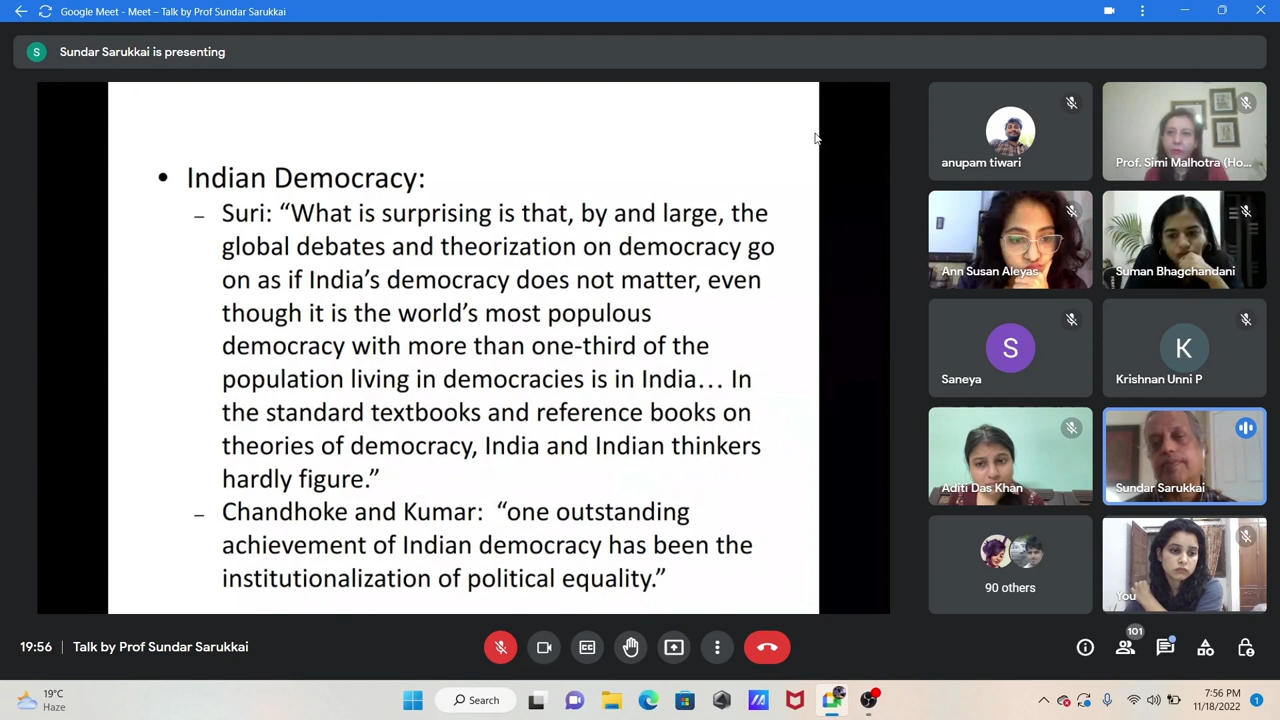 Google Meet - Meet – Talk by Prof Sundar Sarukkai
S
Sundar Sarukkai is presenting
• Indian Democracy:
– Suri: “What is surprising is that, by and large, the
global debates and theorization on democracy go
on as if India’s democracy does not matter, even
though it is the world’s most populous
democracy with more than one-third of the
population living in democracies is in India… In
the standard textbooks and reference books on
theories of democracy, India and Indian thinkers
hardly figure.”
– Chandhoke and Kumar: “one outstanding
achievement of Indian democracy has been the
institutionalization of political equality.”
anupam tiwari
Prof. Simi Malhotra (Ho...
Ann Susan Aleyas
Suman Bhagchandani
S
Saneya
K
Krishnan Unni P
Aditi Das Khan
Sundar Sarukkai
90 others
You
19:56 | Talk by Prof Sundar Sarukkai
CC
101
19°C
Haze
Search
7:56 PM
11/18/2022
1